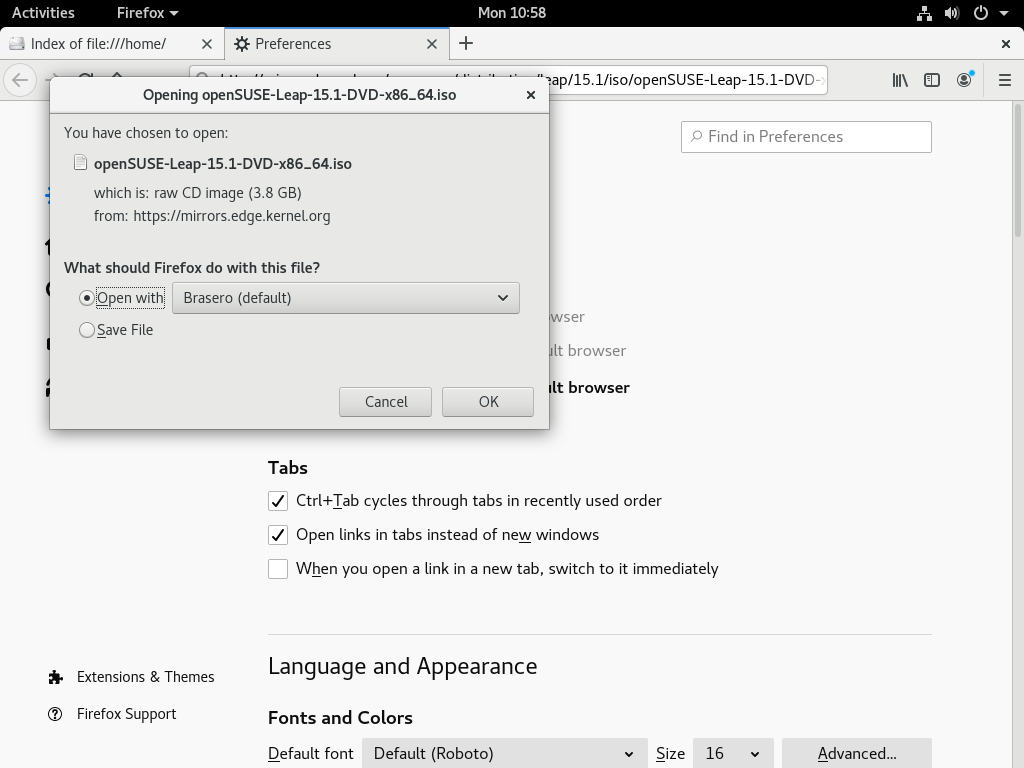 Activities Firefox Mon 10:58
Index of file:///home/ Preferences
leap/15.1/iso/openSUSE-Leap-15.1-DVD-
Opening openSUSE-Leap-15.1-DVD-x86_64.iso
You have chosen to open:
Find in Preferences
openSUSE-Leap-15.1-DVD-x86_64.iso
which is: raw CD image (3.8 GB)
from: https://mirrors.edge.kernel.org
What should Firefox do with this file?
Open with Brasero (default)
wser
Save File
ult browser
ult browser
Cancel OK
Tabs
Ctrl+Tab cycles through tabs in recently used order
Open links in tabs instead of new windows
When you open a link in a new tab, switch to it immediately
Language and Appearance
Extensions & Themes
Firefox Support
Fonts and Colors
Default font Default (Roboto) Size 16 Advanced...